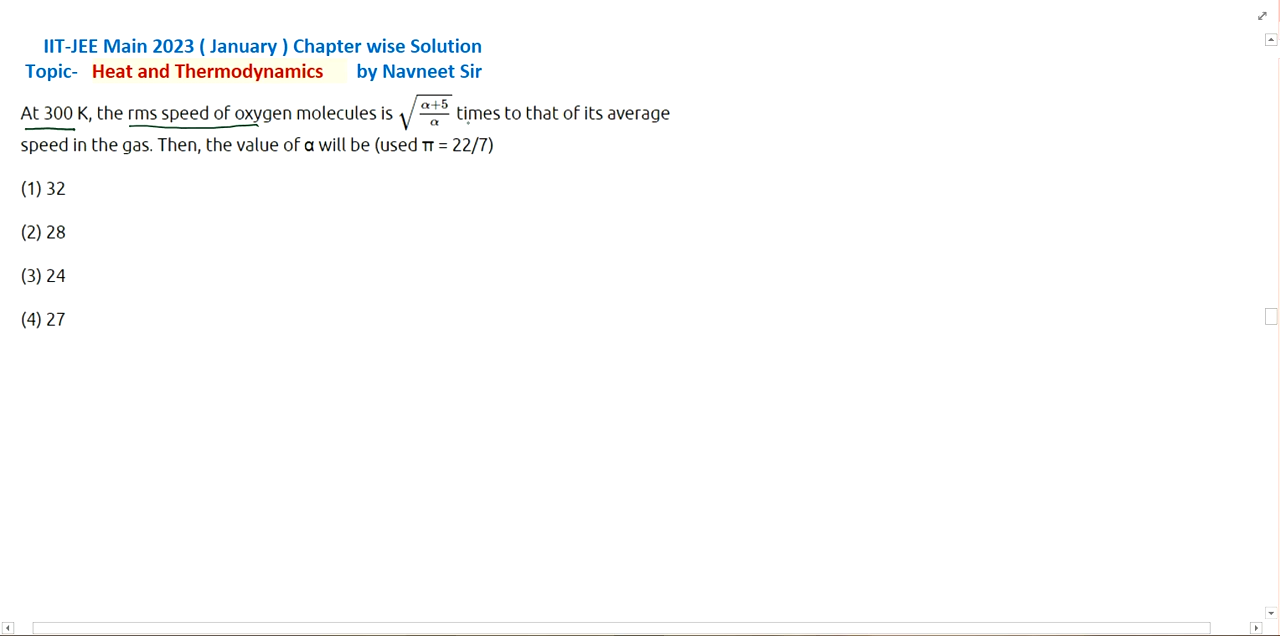 IIT-JEE Main 2023 ( January ) Chapter wise Solution
Topic- Heat and Thermodynamics by Navneet Sir
At 300 K, the rms speed of oxygen molecules is √((α+5)/α) times to that of its average
speed in the gas. Then, the value of α will be (used π = 22/7)
(1) 32
(2) 28
(3) 24
(4) 27